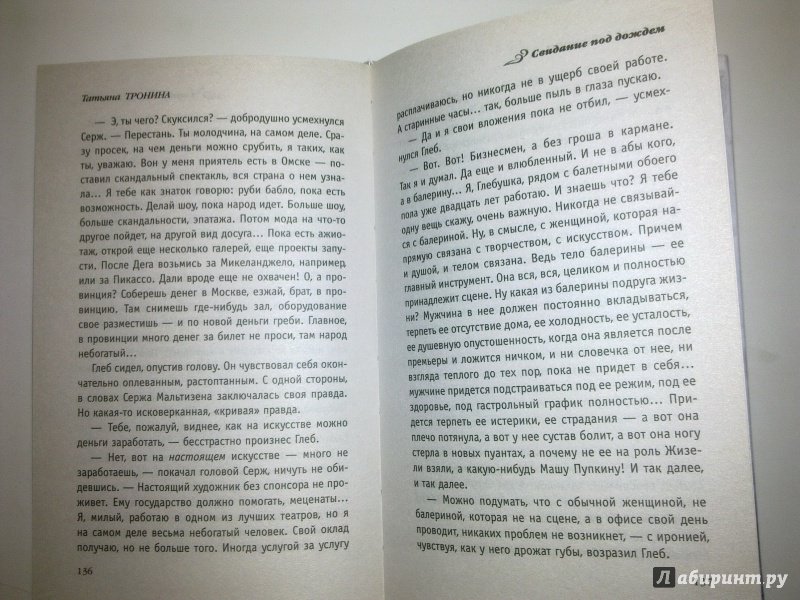 Татьяна ТРОНИНА
— Э, ты чего? Скуксился? — добродушно усмехнулся
Серж. — Перестань. Ты молодчина, на самом деле. Сра-
зу просек, на чем деньги можно срубить, я таких, как
ты, уважаю. Вон у меня приятель есть в Омске — по-
ставил скандальный спектакль, вся страна о нем узна-
ла... Я тебе как знаток говорю: руби бабло, пока есть
возможность. Делай шоу, пока народ идет. Больше шоу,
больше скандальности, эпатажа. Потом мода на что-то
другое пойдет, на другой вид досуга... Пока есть ажио-
таж, открой еще несколько галерей, еще проекты запу-
сти. После Дега возьмись за Микеланджело, например,
или за Пикассо. Дали вроде еще не охвачен! О, а про-
винция? Соберешь денег в Москве, езжай, брат, в про-
винцию. Там снимешь где-нибудь зал, оборудование
свое разместишь — и по новой деньги греби. Главное,
в провинции много денег за билет не проси, там народ
небогатый...
Глеб сидел, опустив голову. Он чувствовал себя окон-
чательно оплеванным, растоптанным. С одной стороны,
в словах Сержа Мальтизена заключалась своя правда.
Но какая-то исковерканная, «кривая» правда.
— Тебе, пожалуй, виднее, как на искусстве можно
деньги заработать, — бесстрастно произнес Глеб.
— Нет, вот на настоящем искусстве — много не
заработаешь, — покачал головой Серж, ничуть не оби-
девшись. — Настоящий художник без спонсора не про-
живет. Ему государство должно помогать, меценаты...
Я, милый, работаю в одном из лучших театров, но я
на самом деле весьма небогатый человек. Свой оклад
получаю, но не больше того. Иногда услугой за услугу
136
Свидание под дождем
расплачиваюсь, но никогда не в ущерб своей работе.
А старинные часы... так, больше пыль в глаза пускаю.
— Да и я свои вложения пока не отбил, — усмех-
нулся Глеб.
— Вот. Вот! Бизнесмен, а без гроша в кармане.
Так я и думал. Да еще и влюбленный. И не в абы кого,
а в балерину... Я, Глебушка, рядом с балетными обоего
пола уже двадцать лет работаю. И знаешь что? Я тебе
одну вещь скажу, очень важную. Никогда не связывай-
ся с балериной. Ну, в смысле, с женщиной, которая на-
прямую связана с творчеством, с искусством. Причем
и душой, и телом связана. Ведь тело балерины — ее
главный инструмент. Она вся, вся, целиком и полностью
принадлежит сцене. Ну какая из балерины подруга жиз-
ни? Мужчина в нее должен постоянно вкладываться,
терпеть ее отсутствие дома, ее холодность, ее усталость,
ее душевную опустошенность, когда она является после
премьеры и ложится ничком, и ни словечка от нее, ни
взгляда теплого до тех пор, пока не придет в себя...
мужчине придется подстраиваться под ее режим, под ее
здоровье, под гастрольный график полностью... При-
дется терпеть ее истерики, ее страдания — а вот она
плечо потянула, а вот у нее сустав болит, а вот она ногу
стерла в новых пуантах, а почему не ее на роль Жизе-
ли взяли, а какую-нибудь Машу Пупкину! И так далее,
и так далее.
— Можно подумать, что с обычной женщиной, не
балериной, которая не на сцене, а в офисе свой день
проводит, никаких проблем не возникнет, — с иронией,
чувствуя, как у него дрожат губы, возразил Глеб.
Лабиринт.ру